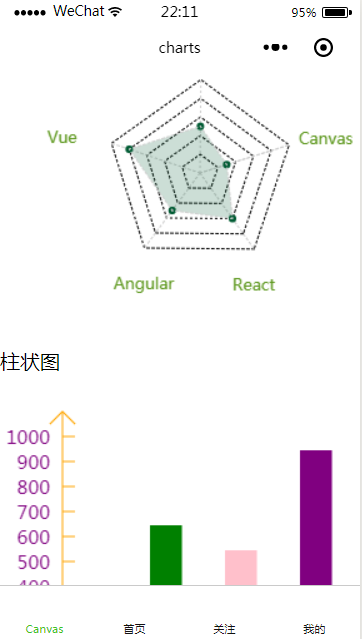 WeChat 22:11 95%
charts
Vue Canvas
Angular React
柱状图
1000
900
800
700
600
500
400
Canvas 首页 关注 我的